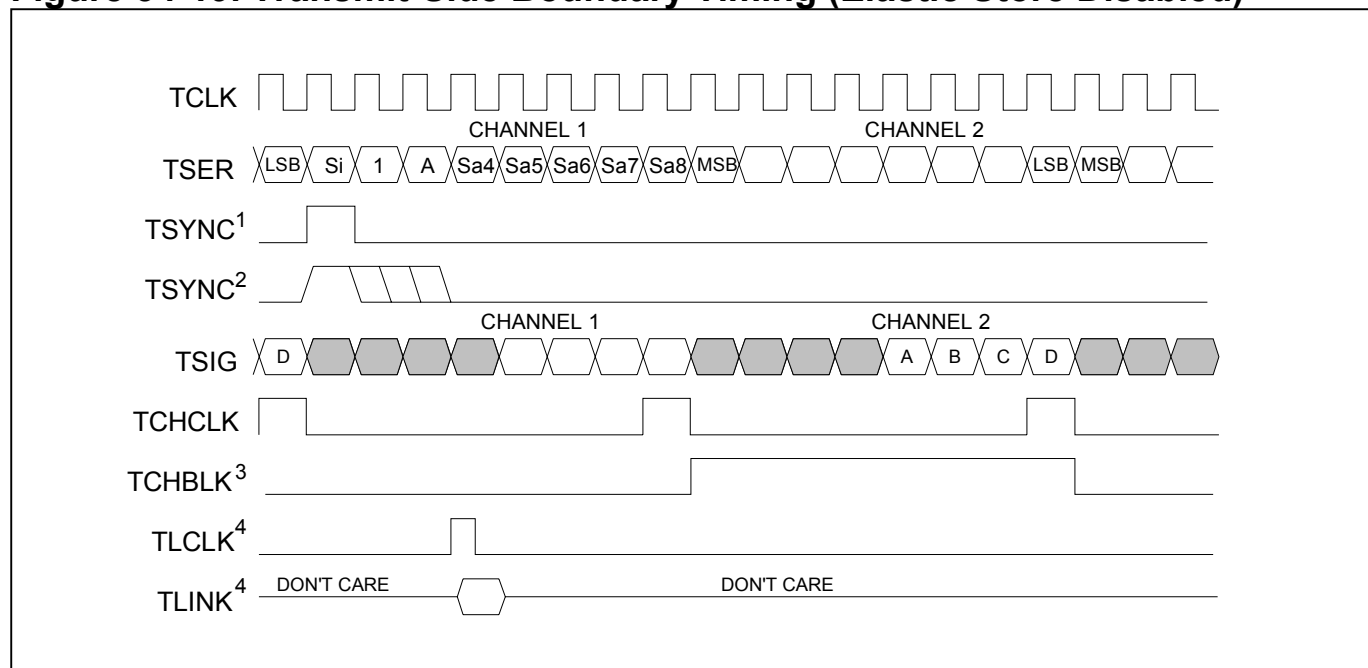 Figure Transmit Side Boundary Timing (Elastic Store Disabled)
TCLK
CHANNEL 1 CHANNEL 2
TSER LSB Si 1 A Sa4 Sa5 Sa6 Sa7 Sa8 MSB LSB MSB
TSYNC1
TSYNC2
CHANNEL 1 CHANNEL 2
TSIG D A B C D
TCHCLK
TCHBLK3
TLCLK4
TLINK4 DON'T CARE DON'T CARE